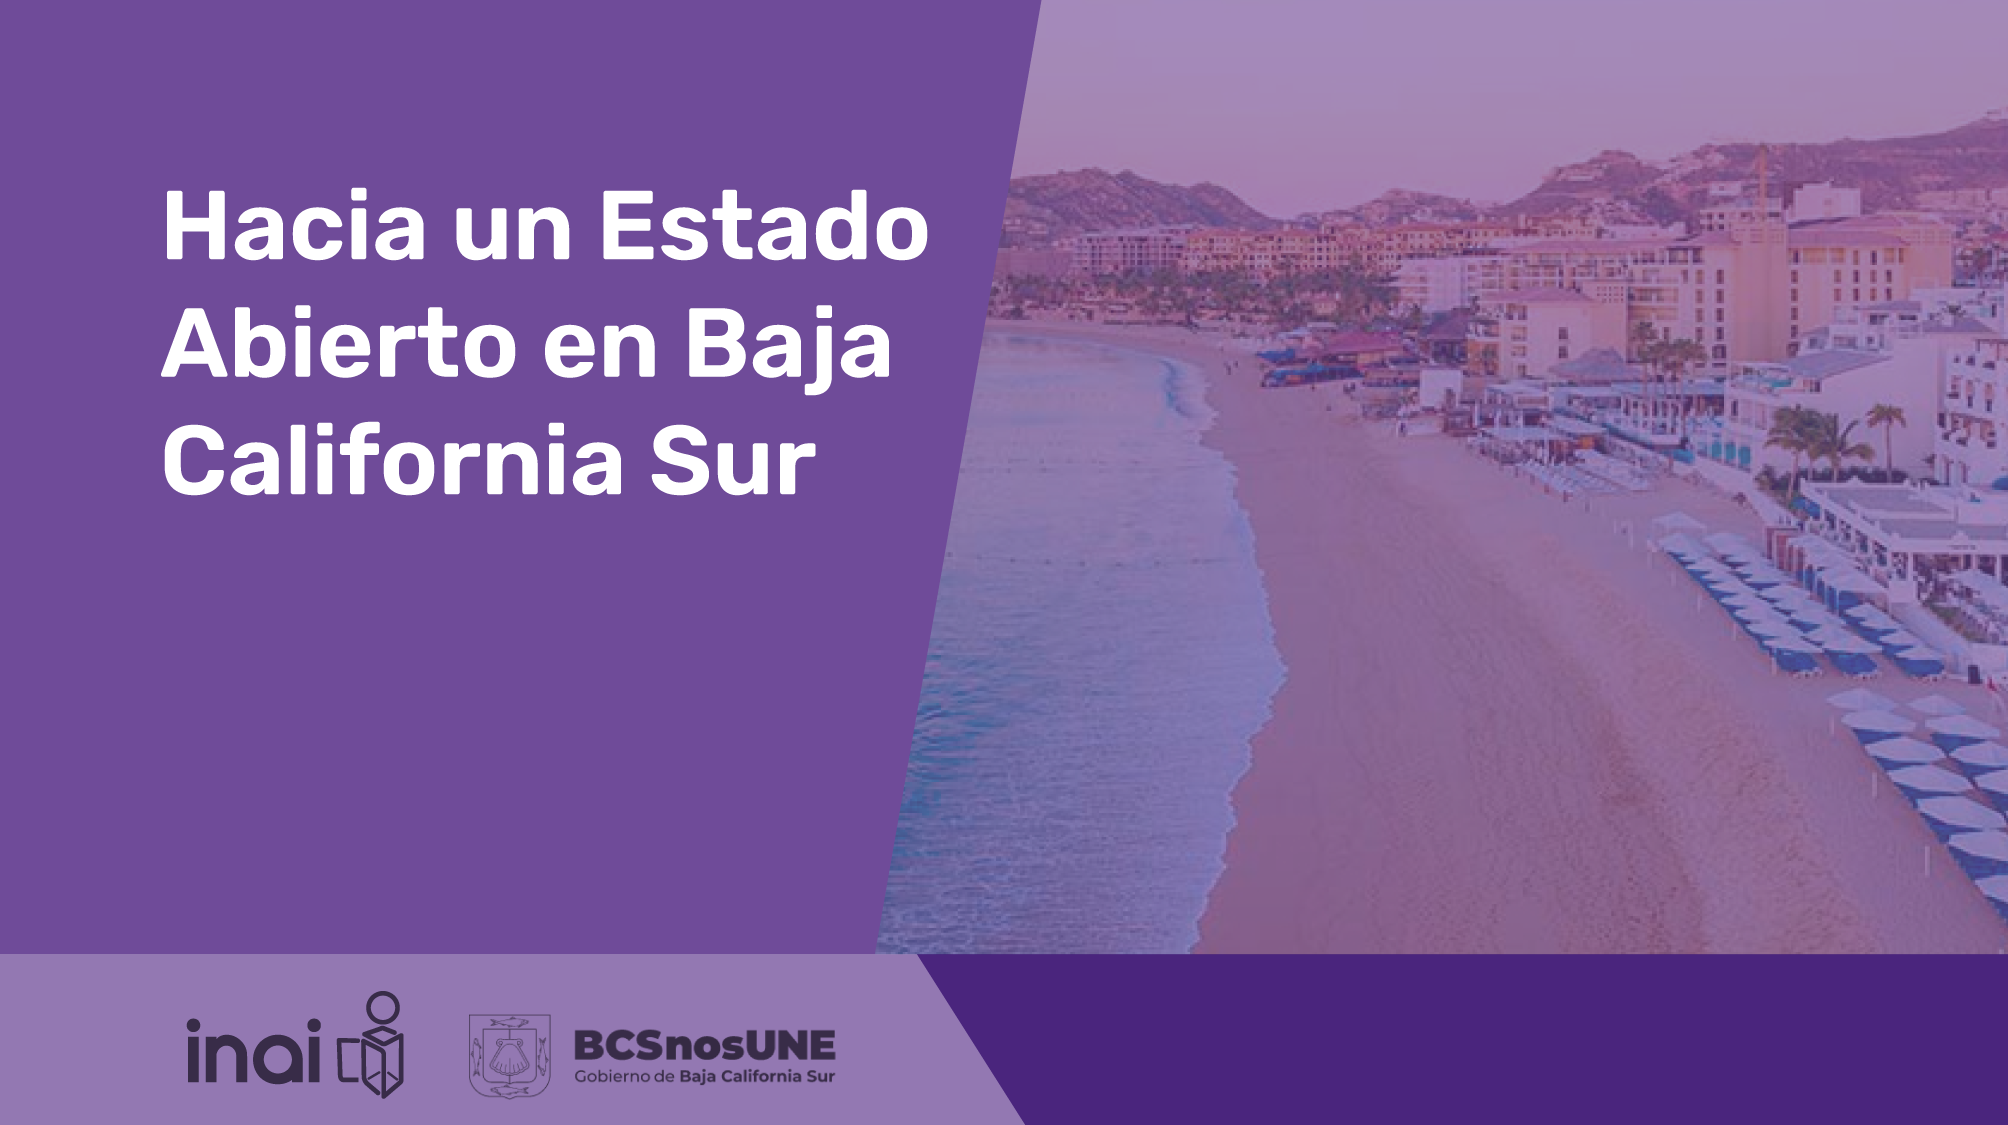 Hacia un Estado
Abierto en Baja
California Sur
inai
BCSnosUNE
Gobierno de Baja California Sur